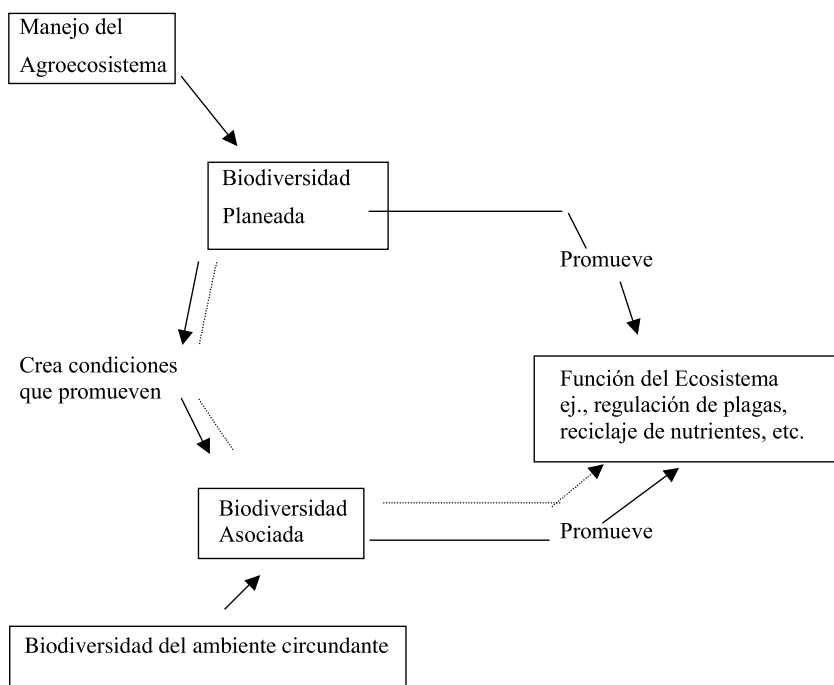 Manejo del
Agroecosistema
Biodiversidad
Planeada
Promueve
Crea condiciones
que promueven
Función del Ecosistema
ej., regulación de plagas,
reciclaje de nutrientes, etc.
Biodiversidad
Asociada
Promueve
Biodiversidad del ambiente circundante